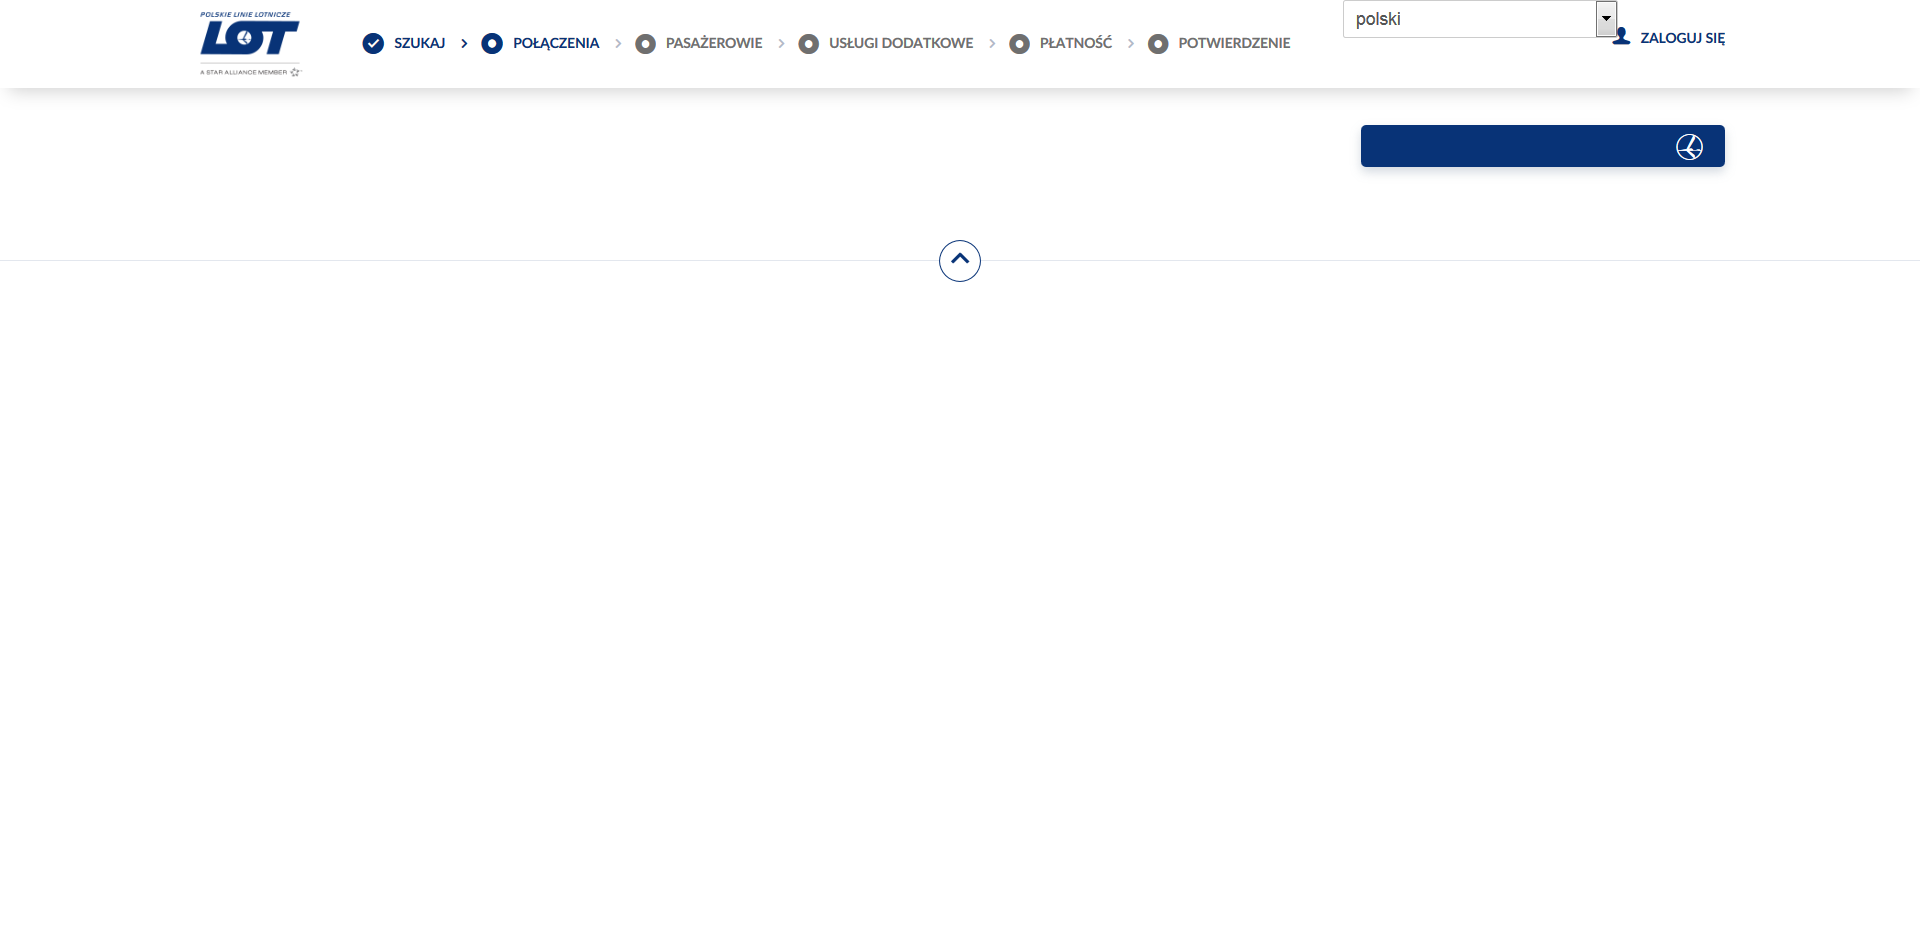 POLSKIE LINIE LOTNICZE
LOT
A STAR ALLIANCE MEMBER
SZUKAJ
POŁĄCZENIA
PASAŻEROWIE
USŁUGI DODATKOWE
PŁATNOŚĆ
POTWIERDZENIE
polski
ZALOGUJ SIĘ